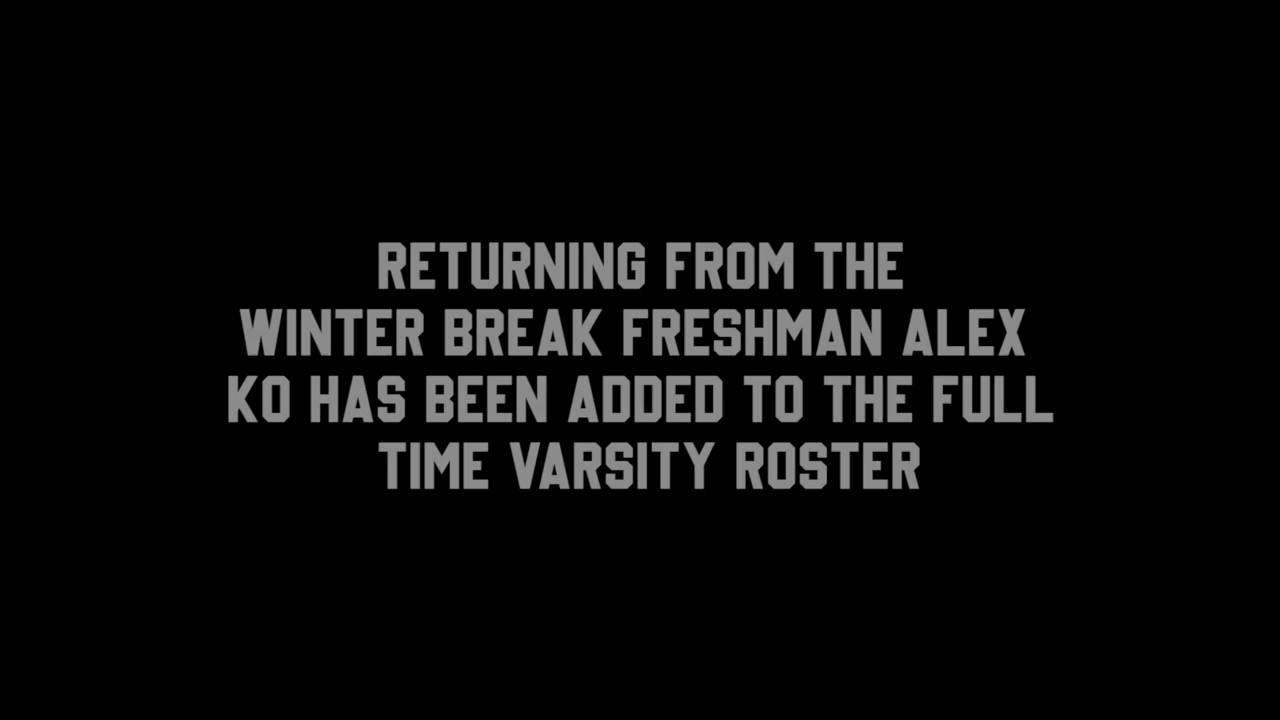 RETURNING FROM THE
WINTER BREAK FRESHMAN ALEX
KO HAS BEEN ADDED TO THE FULL
TIME VARSITY ROSTER